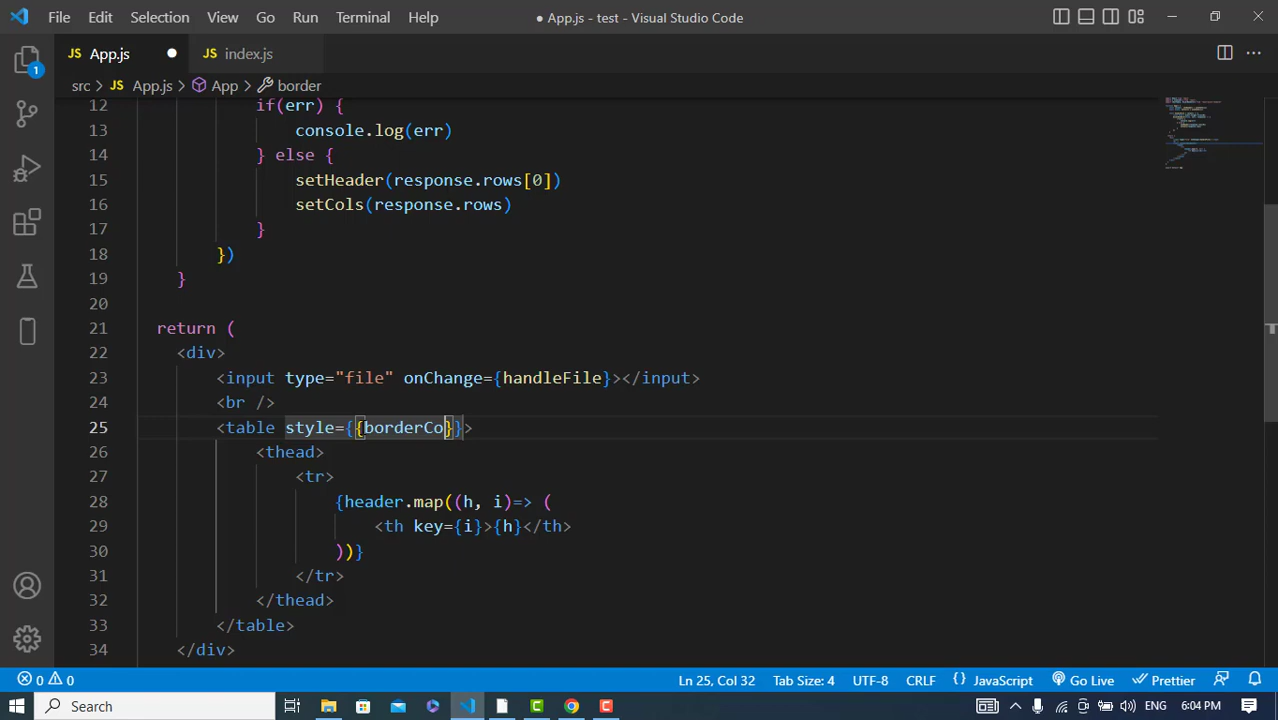 File Edit Selection View Go Run Terminal Help ● App.js - test - Visual Studio Code
JS App.js ● JS index.js
src > JS App.js > App > border
1
12 if(err) {
13 console.log(err)
14 } else {
15 setHeader(response.rows[0])
16 setCols(response.rows)
17 }
18 })
19 }
20
21 return (
22 <div>
23 <input type="file" onChange={handleFile}></input>
24 <br />
25 <table style={{borderCo}}>
26 <thead>
27 <tr>
28 {header.map((h, i)=> (
29 <th key={i}>{h}</th>
30 ))}
31 </tr>
32 </thead>
33 </table>
34 </div>
0 0 Ln 25, Col 32 Tab Size: 4 UTF-8 CRLF {} JavaScript Go Live Prettier
Search ENG 6:04 PM